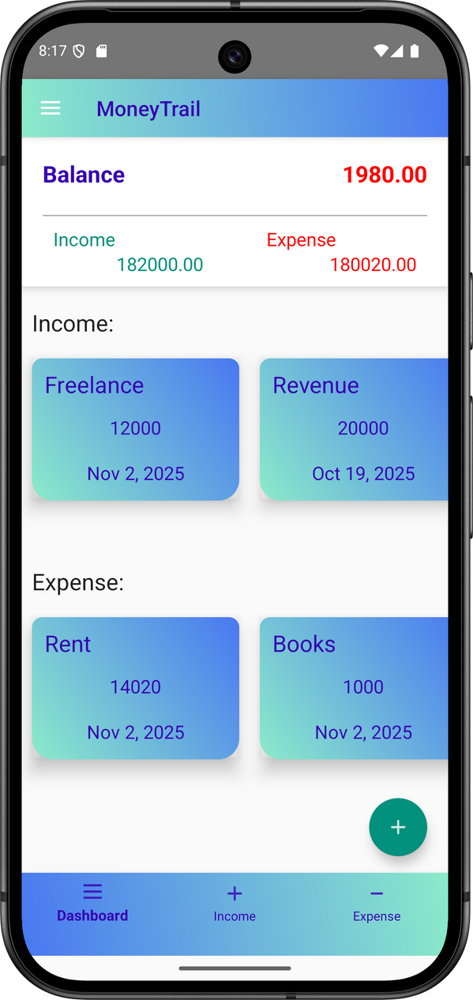 8:17
MoneyTrail
Balance 1980.00
Income Expense
182000.00 180020.00
Income:
Freelance Revenue
12000 20000
Nov 2, 2025 Oct 19, 2025
Expense:
Rent Books
14020 1000
Nov 2, 2025 Nov 2, 2025
+
Dashboard Income Expense